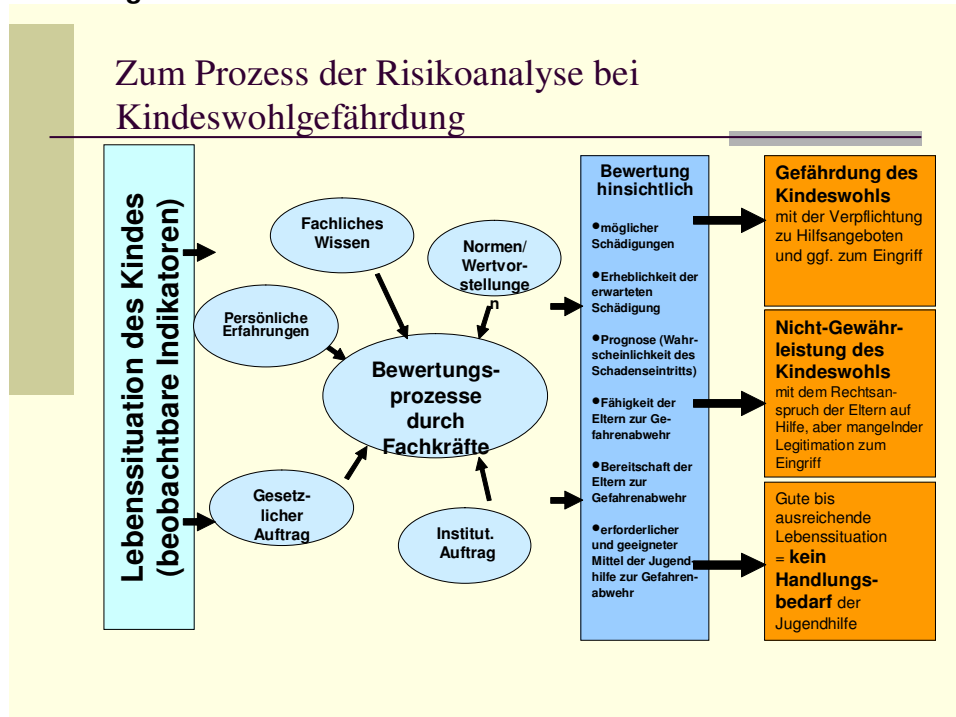 Zum Prozess der Risikoanalyse bei
Kindeswohlgefährdung
Lebenssituation des Kindes
(beobachtbare Indikatoren)
Fachliches
Wissen
Normen/
Wertvor-
stellunge
n
Persönliche
Erfahrungen
Bewertungs-
prozesse
durch
Fachkräfte
Gesetz-
licher
Auftrag
Institut.
Auftrag
Bewertung
hinsichtlich
•möglicher
Schädigungen
•Erheblichkeit der
erwarteten
Schädigung
•Prognose (Wahr-
scheinlichkeit des
Schadenseintritts)
•Fähigkeit der
Eltern zur Ge-
fahrenabwehr
•Bereitschaft der
Eltern zur
Gefahrenabwehr
•erforderlicher
und geeigneter
Mittel der Jugend-
hilfe zur Gefahren-
abwehr
Gefährdung des
Kindeswohls
mit der Verpflichtung
zu Hilfsangeboten
und ggf. zum Eingriff
Nicht-Gewähr-
leistung des
Kindeswohls
mit dem Rechtsan-
spruch der Eltern auf
Hilfe, aber mangelnder
Legitimation zum
Eingriff
Gute bis
ausreichende
Lebenssituation
= kein
Handlungs-
bedarf der
Jugendhilfe